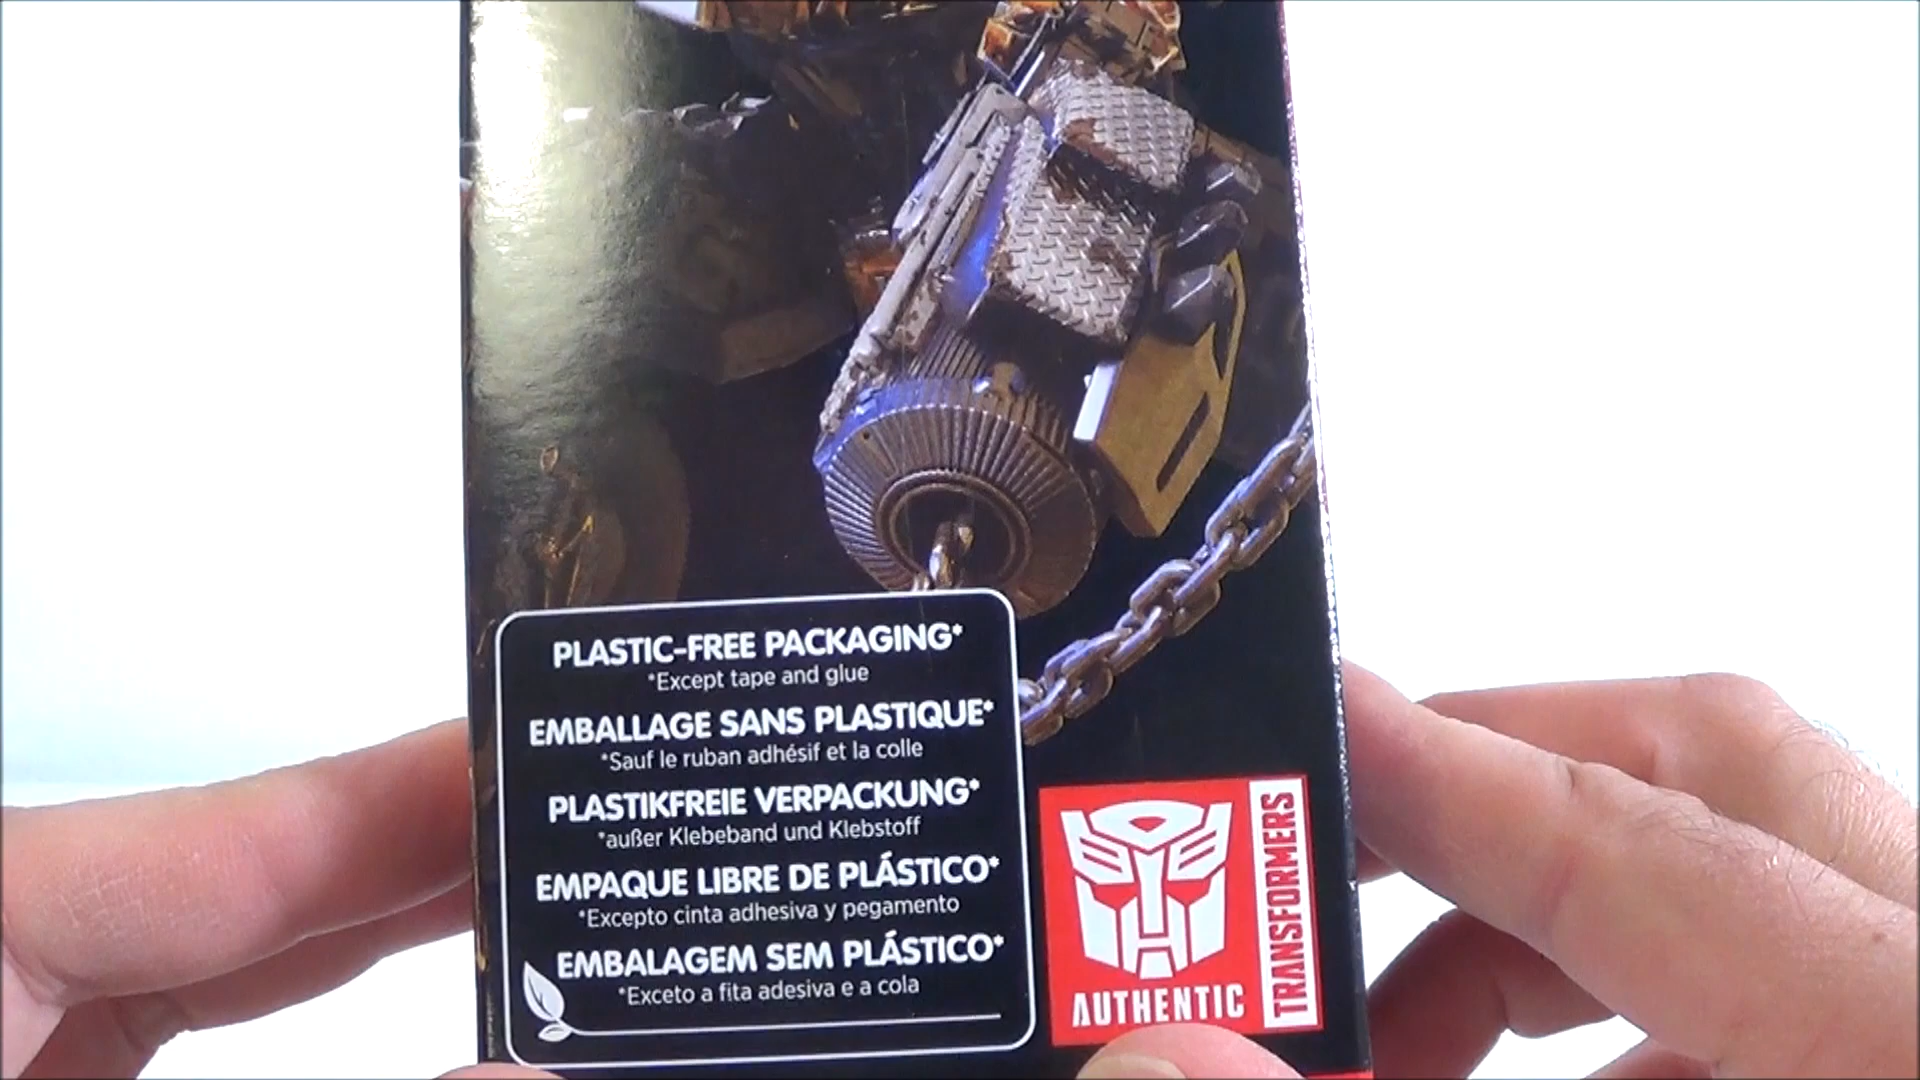 PLASTIC-FREE PACKAGING*
*Except tape and glue
EMBALLAGE SANS PLASTIQUE*
*Sauf le ruban adhésif et la colle
PLASTIKFREIE VERPACKUNG*
*außer Klebeband und Klebstoff
EMPAQUE LIBRE DE PLÁSTICO*
*Excepto cinta adhesiva y pegamento
EMBALAGEM SEM PLÁSTICO*
*Exceto a fita adesiva e a cola
AUTHENTIC
TRANSFORMERS